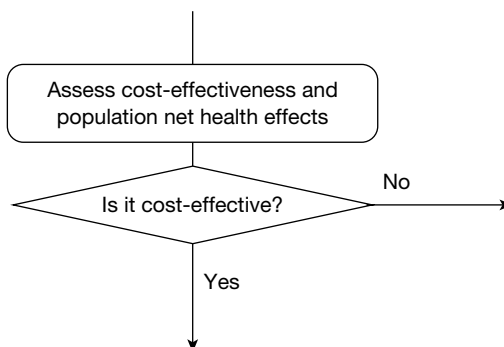 Assess cost-effectiveness and
population net health effects
Is it cost-effective?
No
Yes